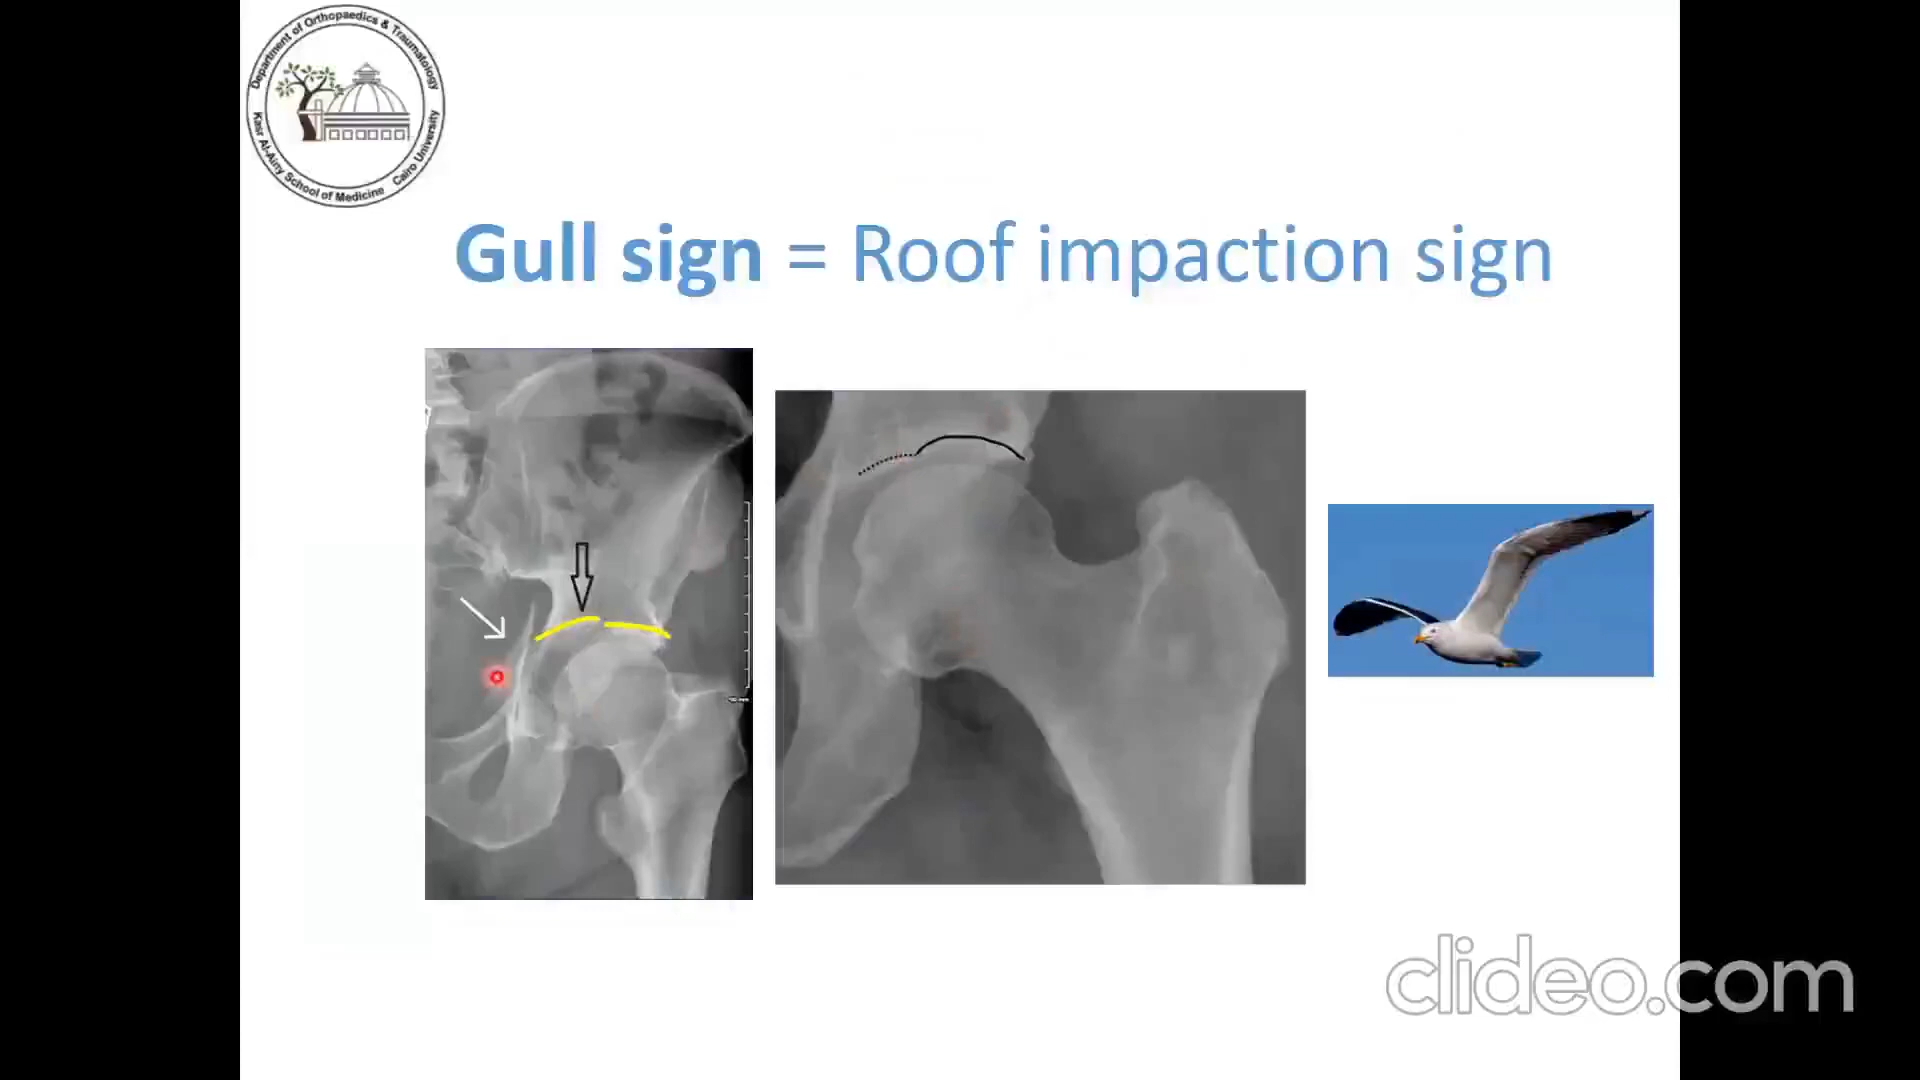 Department of Orthopaedics & Traumatology
Kasr Al-Ainy School of Medicine Cairo University
Gull sign = Roof impaction sign
clideo.com